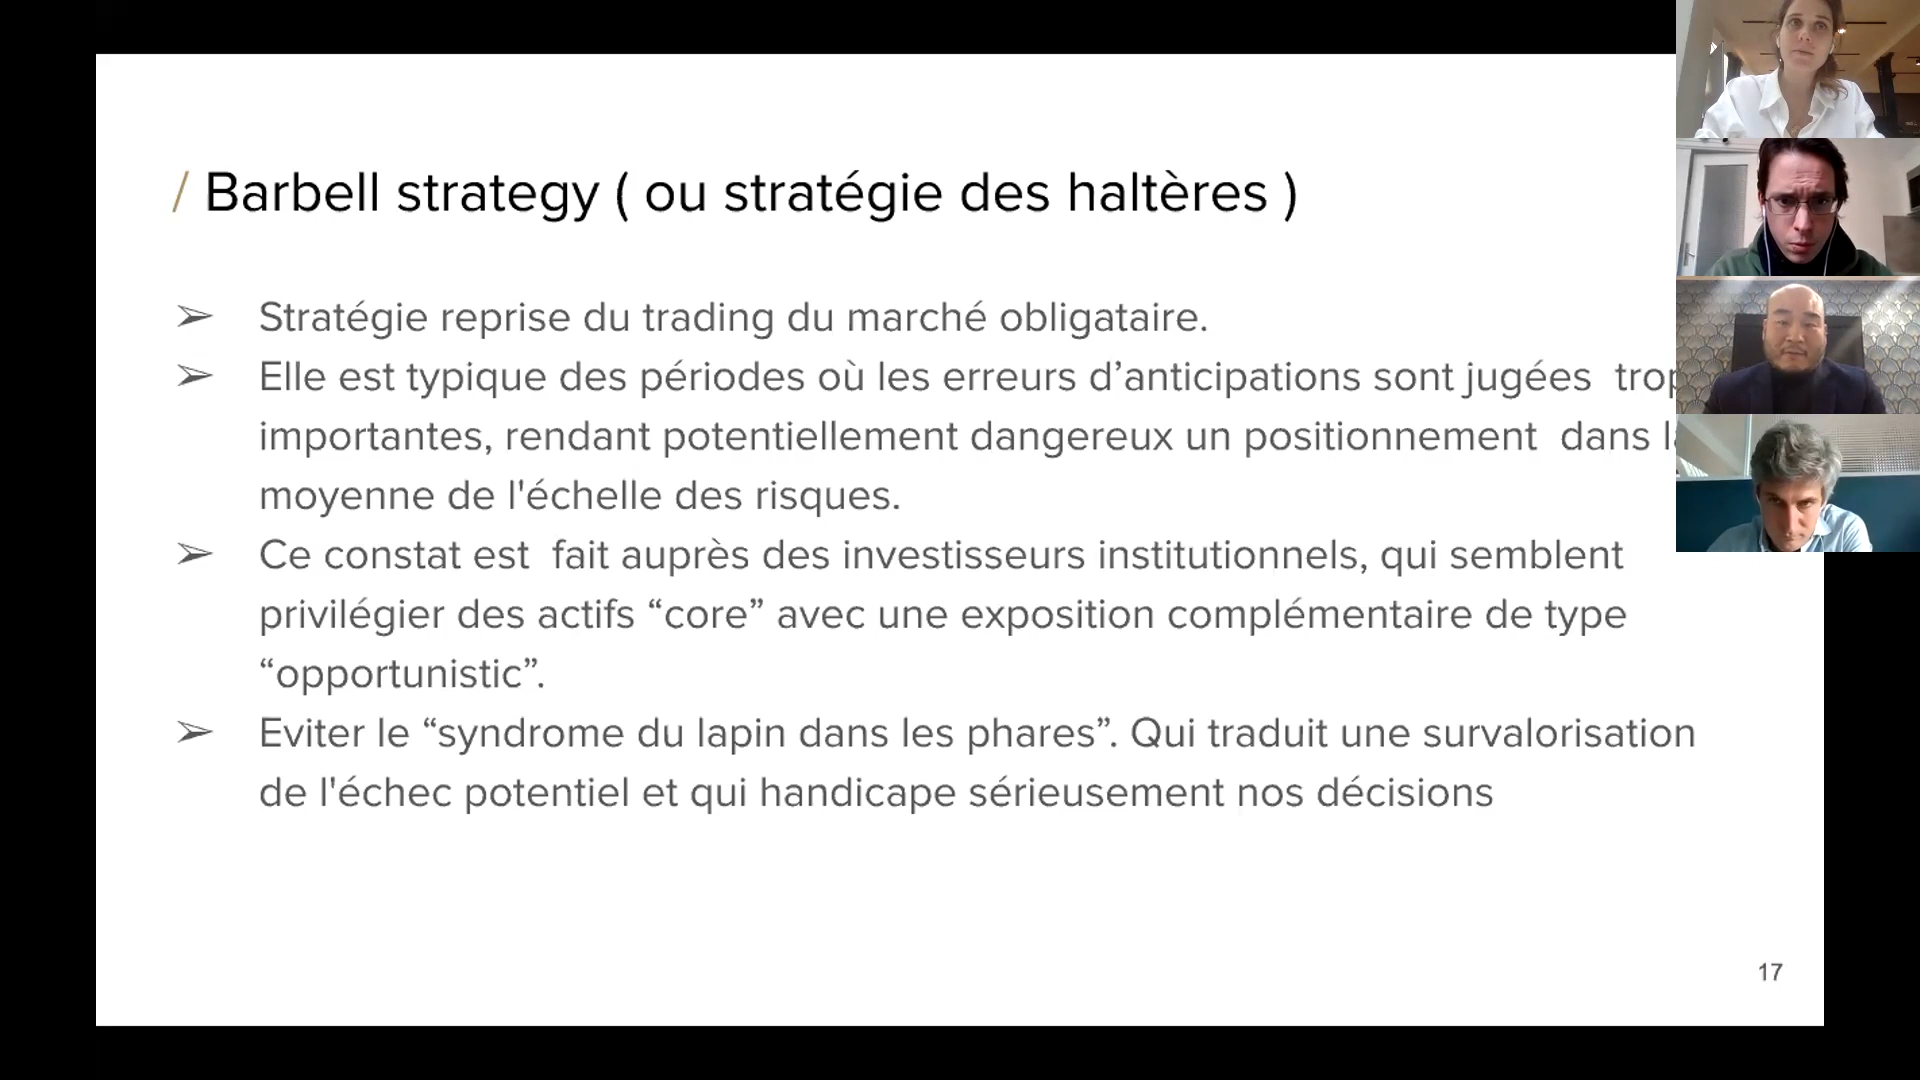 / Barbell strategy ( ou stratégie des haltères )
➢ Stratégie reprise du trading du marché obligataire.
➢ Elle est typique des périodes où les erreurs d’anticipations sont jugées trop
importantes, rendant potentiellement dangereux un positionnement dans
moyenne de l'échelle des risques.
➢ Ce constat est fait auprès des investisseurs institutionnels, qui semblent
privilégier des actifs “core” avec une exposition complémentaire de type
“opportunistic”.
➢ Eviter le “syndrome du lapin dans les phares”. Qui traduit une survalorisation
de l'échec potentiel et qui handicape sérieusement nos décisions
17